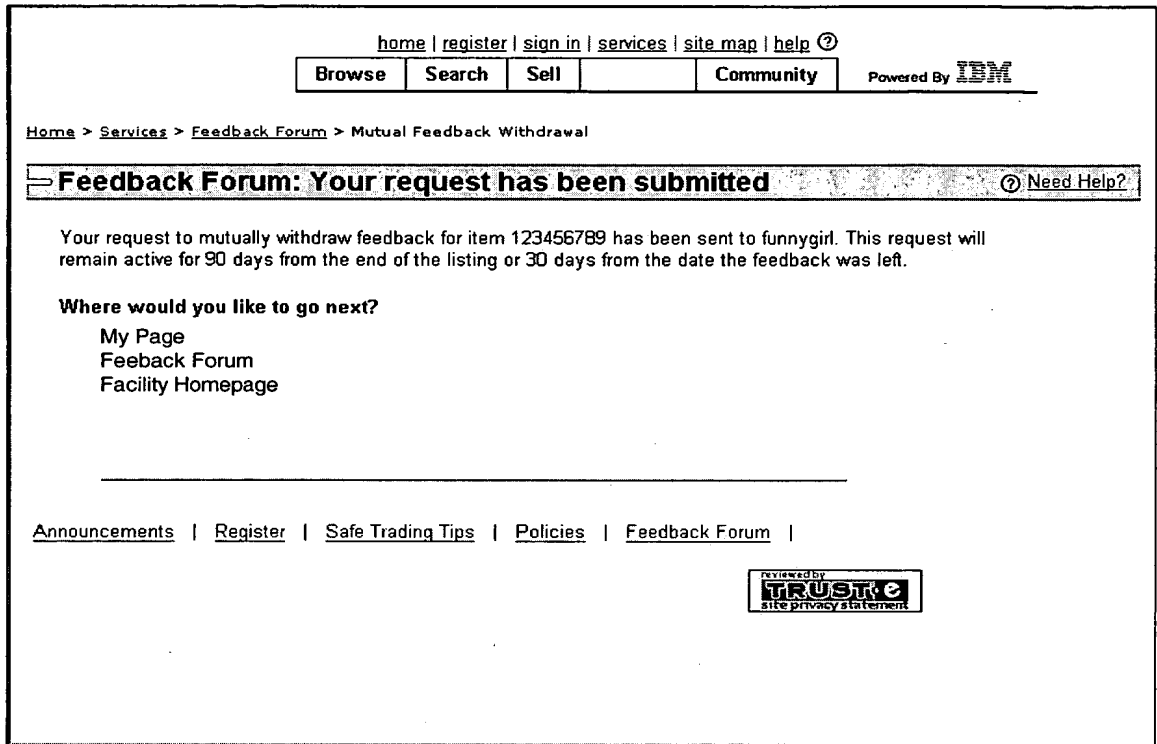 home | register | sign in | services | site map | help ?
Browse Search Sell Community Powered By IBM
Home > Services > Feedback Forum > Mutual Feedback Withdrawal
Feedback Forum: Your request has been submitted ? Need Help?
Your request to mutually withdraw feedback for item 123456789 has been sent to funnygirl. This request will
remain active for 90 days from the end of the listing or 30 days from the date the feedback was left.
Where would you like to go next?
My Page
Feeback Forum
Facility Homepage
Announcements | Register | Safe Trading Tips | Policies | Feedback Forum |
reviewed by
TRUST·e
site privacy statement